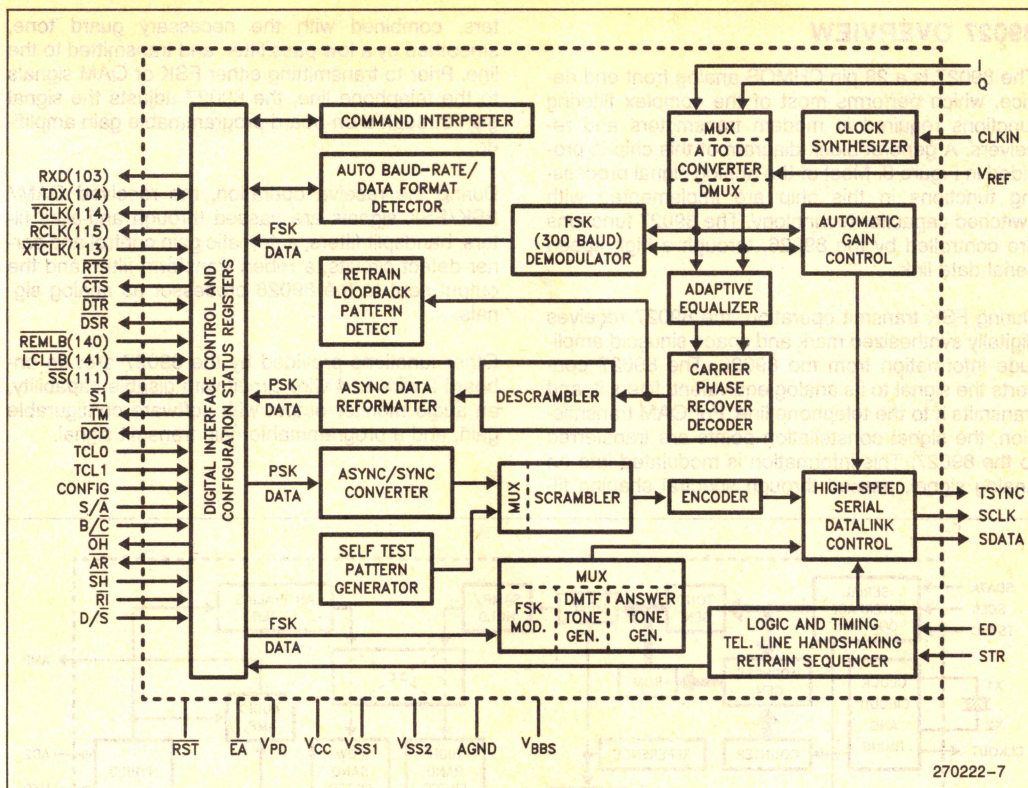 I
Q
COMMAND INTERPRETER
MUX
A TO D
CONVERTER
DMUX
CLOCK
SYNTHESIZER
CLKIN
V REF
AUTO BAUD-RATE/
DATA FORMAT
DETECTOR
FSK
(300 BAUD)
DEMODULATOR
AUTOMATIC
GAIN
CONTROL
RXD(103)
TDX(104)
TCLK(114)
RCLK(115)
XTCLK(113)
RTS
CTS
DTR
DSR
REMLB(140)
LCLLB(141)
SS(111)
S1
TM
DCD
TCL0
TCL1
CONFIG
S/A
B/C
OH
AR
SH
RI
D/S
DIGITAL INTERFACE CONTROL AND
CONFIGURATION STATUS REGISTERS
FSK
DATA
RETRAIN
LOOPBACK
PATTERN
DETECT
ADAPTIVE
EQUALIZER
PSK
DATA
ASYNC DATA
REFORMATTER
DESCRAMBLER
CARRIER
PHASE
RECOVER
DECODER
PSK
DATA
ASYNC/SYNC
CONVERTER
MUX
SCRAMBLER
ENCODER
HIGH-SPEED
SERIAL
DATALINK
CONTROL
TSYNC
SCLK
SDATA
SELF TEST
PATTERN
GENERATOR
MUX
FSK
MOD.
DMTF
TONE
GEN.
ANSWER
TONE
GEN.
FSK
DATA
LOGIC AND TIMING
TEL. LINE HANDSHAKING
RETRAIN SEQUENCER
ED
STR
RST
EA
VPD
VCC
VSS1
VSS2
AGND
VBBS
270222-7